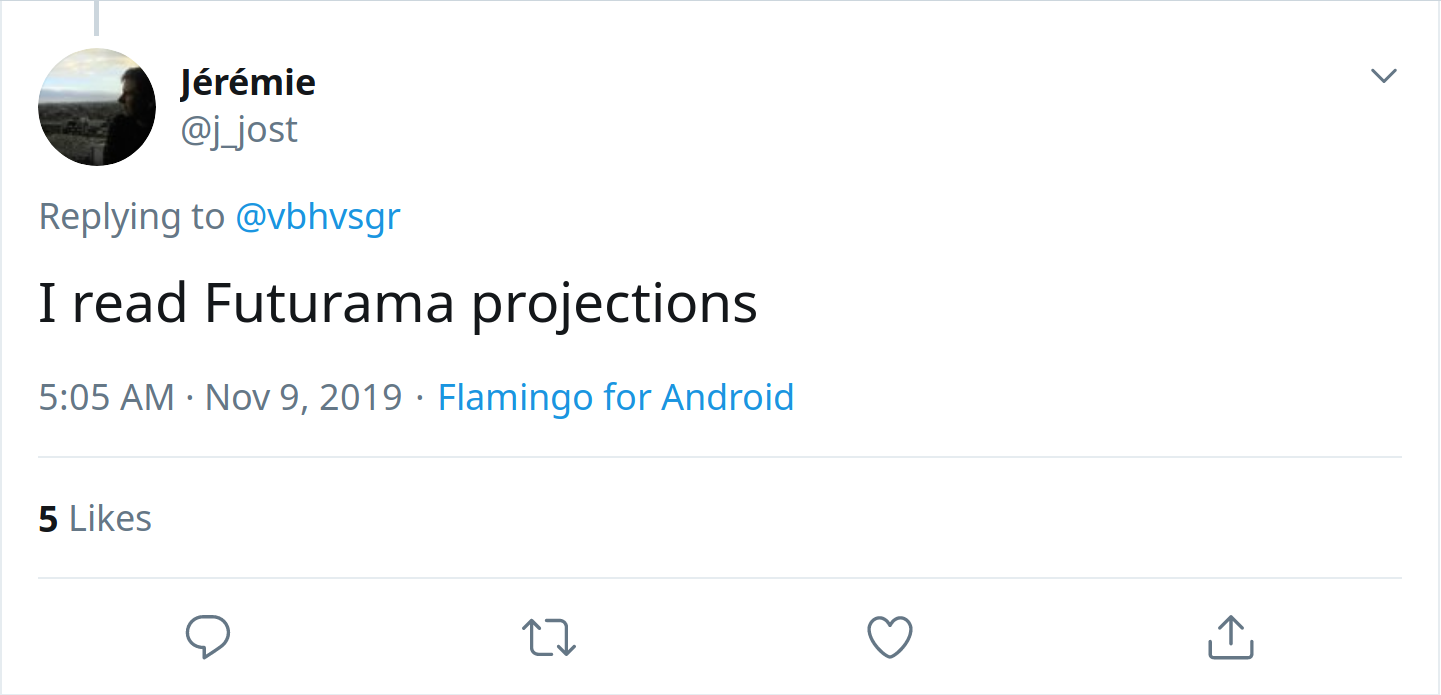 Jérémie
@j_jost
Replying to @vbhvsgr
I read Futurama projections
5:05 AM · Nov 9, 2019 · Flamingo for Android
5 Likes